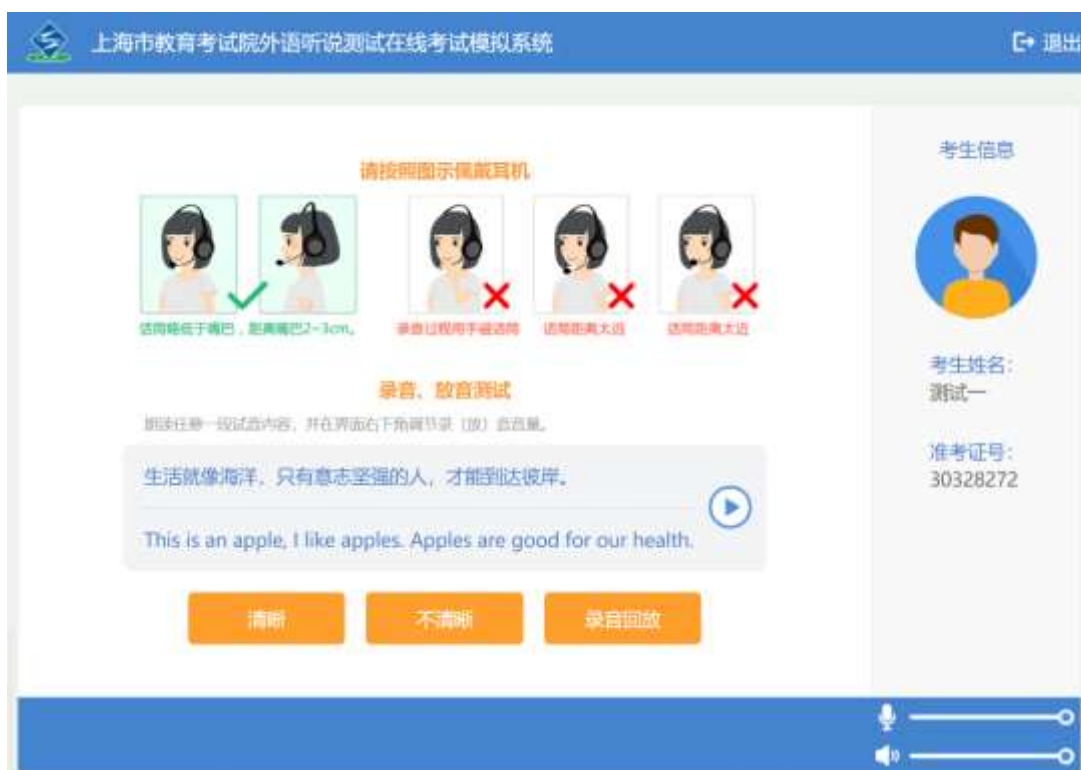 上海市教育考试院外语听说测试在线考试模拟系统
退出
请按照图示佩戴耳机
话筒略低于嘴巴，距离嘴巴2~3cm。
录音过程用手碰话筒
话筒距离太远
话筒距离太近
录音、放音测试
朗读任意一段试音内容，并在界面右下角调节录（放）音音量。
生活就像海洋，只有意志坚强的人，才能到达彼岸。
This is an apple, I like apples. Apples are good for our health.
清晰
不清晰
录音回放
考生信息
考生姓名：
测试一
准考证号：
30328272